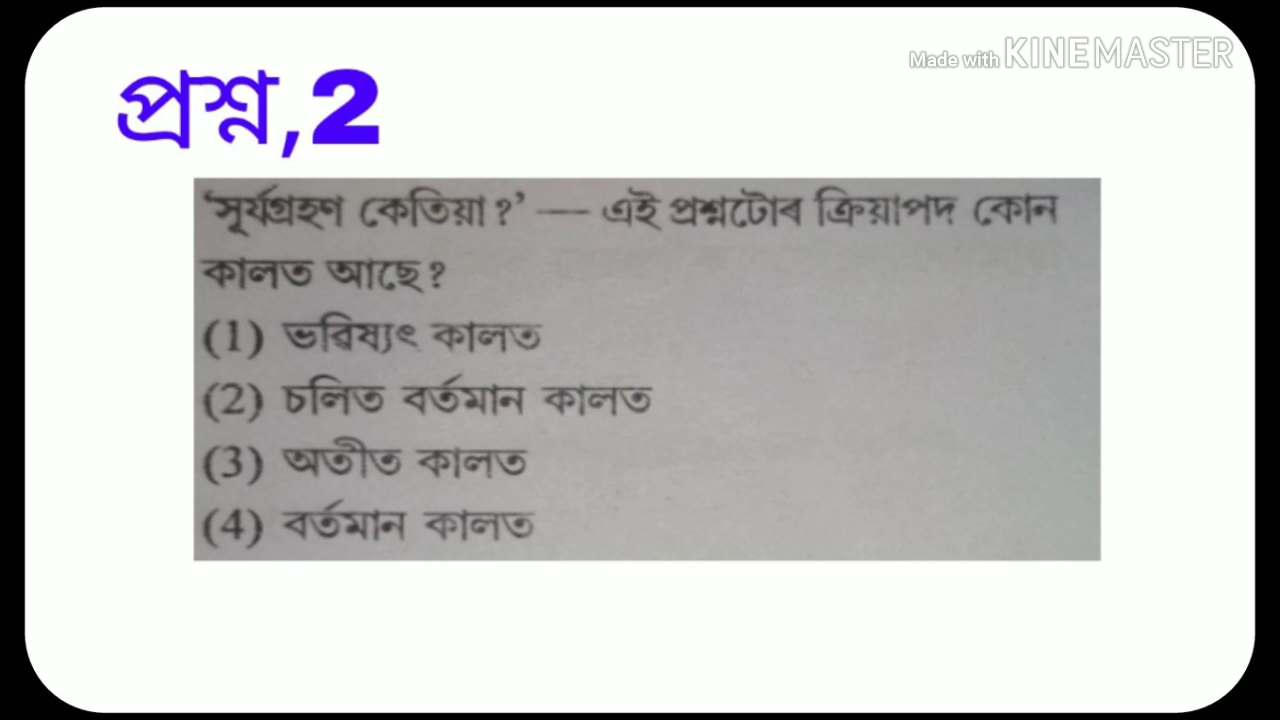 Made with KINEMASTER
প্ৰশ্ন,2
‘সূৰ্যগ্ৰহণ কেতিয়া?’ — এই প্ৰশ্নটোৰ ক্ৰিয়াপদ কোন
কালত আছে?
(1) ভৱিষ্যৎ কালত
(2) চলিত বৰ্তমান কালত
(3) অতীত কালত
(4) বৰ্তমান কালত